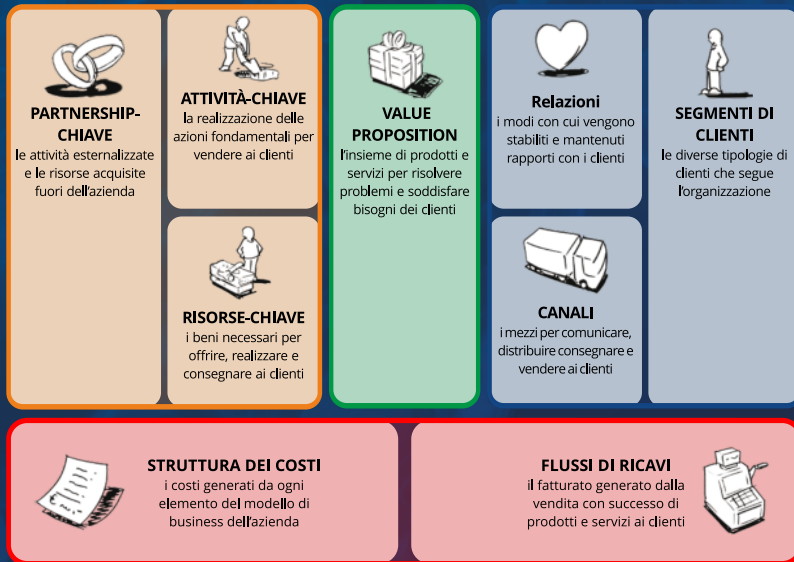 PARTNERSHIP-
CHIAVE
le attività esternalizzate
e le risorse acquisite
fuori dell'azienda
ATTIVITÀ-CHIAVE
la realizzazione delle
azioni fondamentali per
vendere ai clienti
RISORSE-CHIAVE
i beni necessari per
offrire, realizzare e
consegnare ai clienti
VALUE
PROPOSITION
l'insieme di prodotti e
servizi per risolvere
problemi e soddisfare
bisogni dei clienti
Relazioni
i modi con cui vengono
stabiliti e mantenuti
rapporti con i clienti
CANALI
i mezzi per comunicare,
distribuire consegnare e
vendere ai clienti
SEGMENTI DI
CLIENTI
le diverse tipologie di
clienti che segue
l'organizzazione
STRUTTURA DEI COSTI
i costi generati da ogni
elemento del modello di
business dell'azienda
FLUSSI DI RICAVI
il fatturato generato dalla
vendita con successo di
prodotti e servizi ai clienti